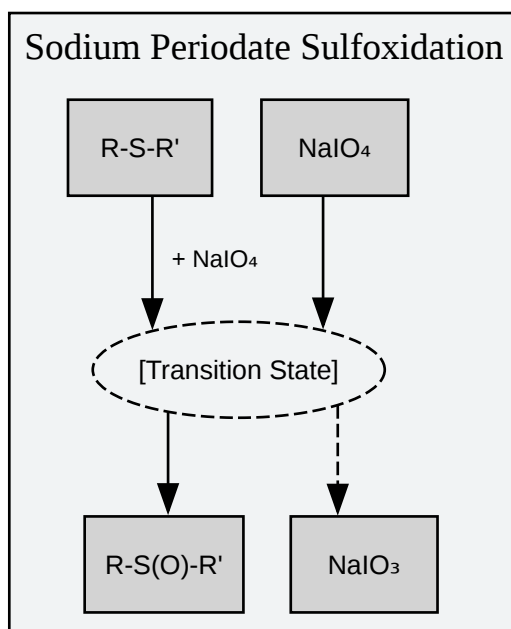 Sodium Periodate Sulfoxidation
R-S-R'
NaIO₄
+ NaIO₄
[Transition State]
R-S(O)-R'
NaIO₃